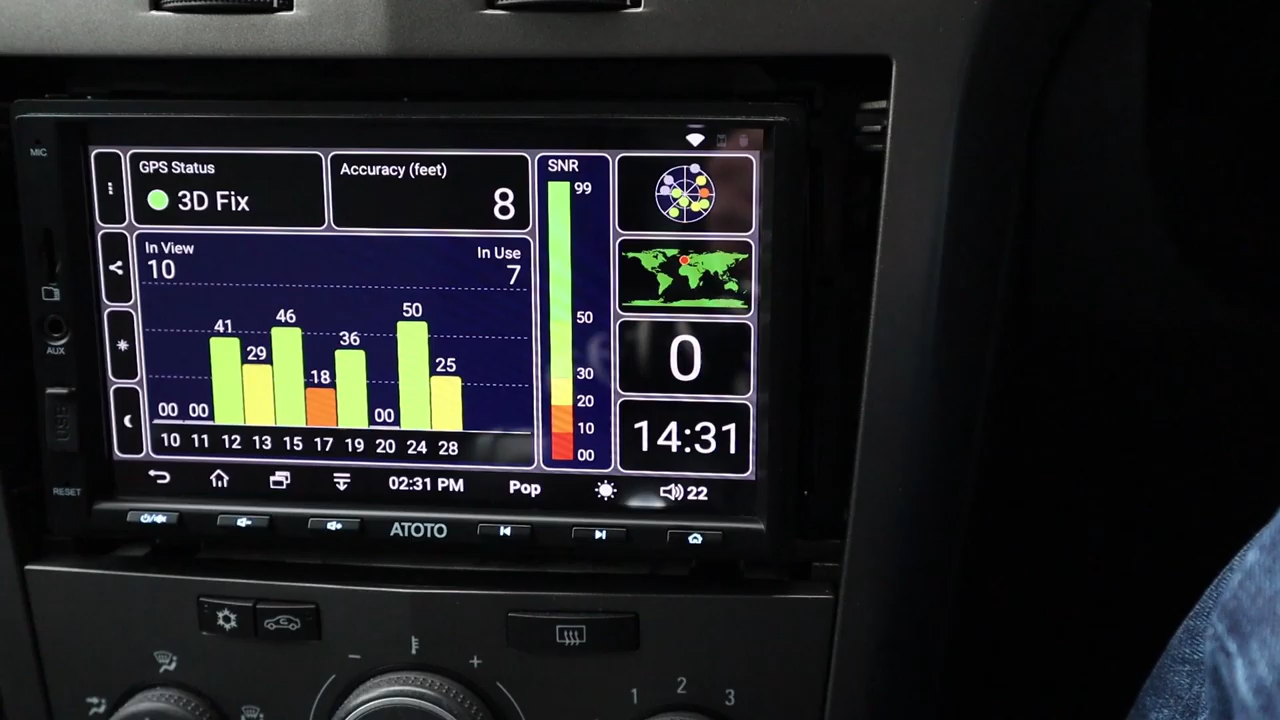 MIC
GPS Status
3D Fix
Accuracy (feet)
8
SNR
99
50
30
20
10
00
In View
10
In Use
7
41
46
50
29
36
18
25
00
00
00
10 11 12 13 15 17 19 20 24 28
0
14:31
AUX
USB
RESET
02:31 PM
Pop
22
ATOTO
− +
1 2 3